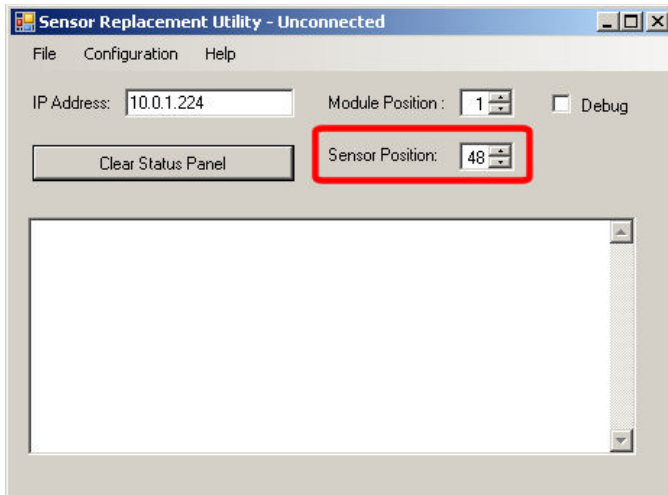 Sensor Replacement Utility - Unconnected
File Configuration Help
IP Address: 10.0.1.224 Module Position : 1 Debug
Clear Status Panel Sensor Position: 48